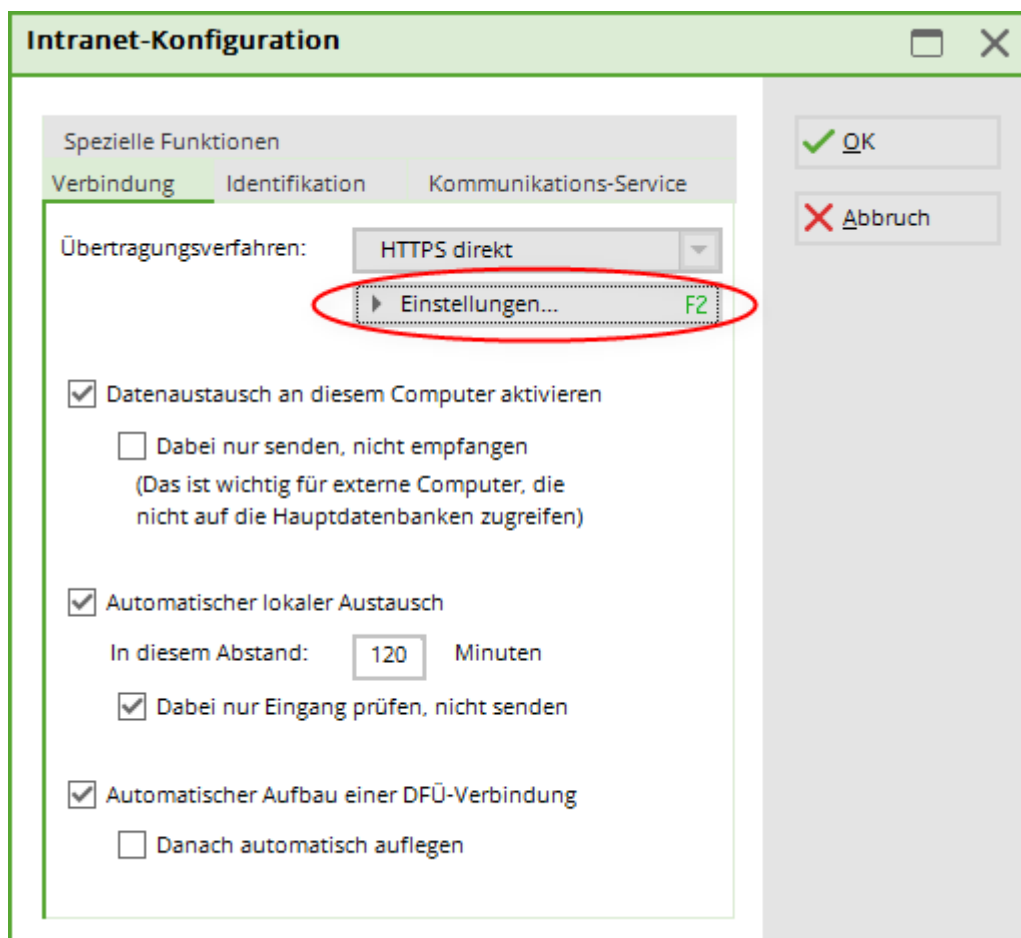 Intranet-Konfiguration
Spezielle Funktionen
Verbindung Identifikation Kommunikations-Service
Übertragungsverfahren: HTTPS direkt
Einstellungen... F2
Datenaustausch an diesem Computer aktivieren
Dabei nur senden, nicht empfangen
(Das ist wichtig für externe Computer, die
nicht auf die Hauptdatenbanken zugreifen)
Automatischer lokaler Austausch
In diesem Abstand: 120 Minuten
Dabei nur Eingang prüfen, nicht senden
Automatischer Aufbau einer DFÜ-Verbindung
Danach automatisch auflegen
OK
Abbruch